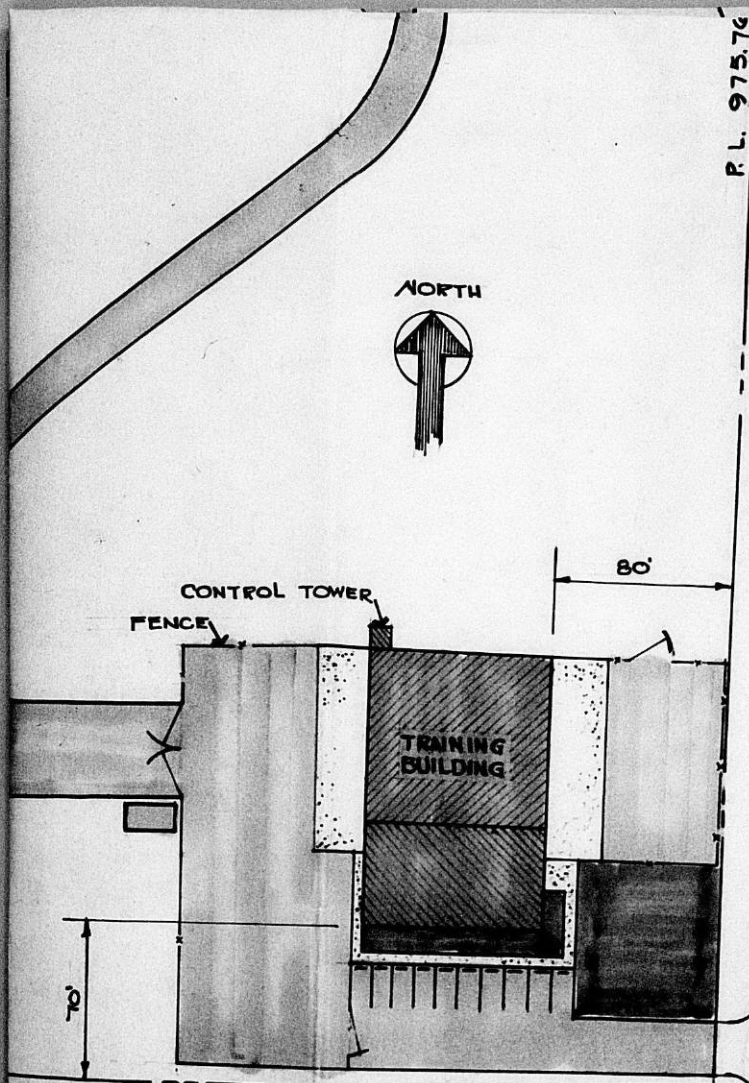 P.L. 975.76
NORTH
80'
CONTROL TOWER
FENCE
TRAINING
BUILDING
70'